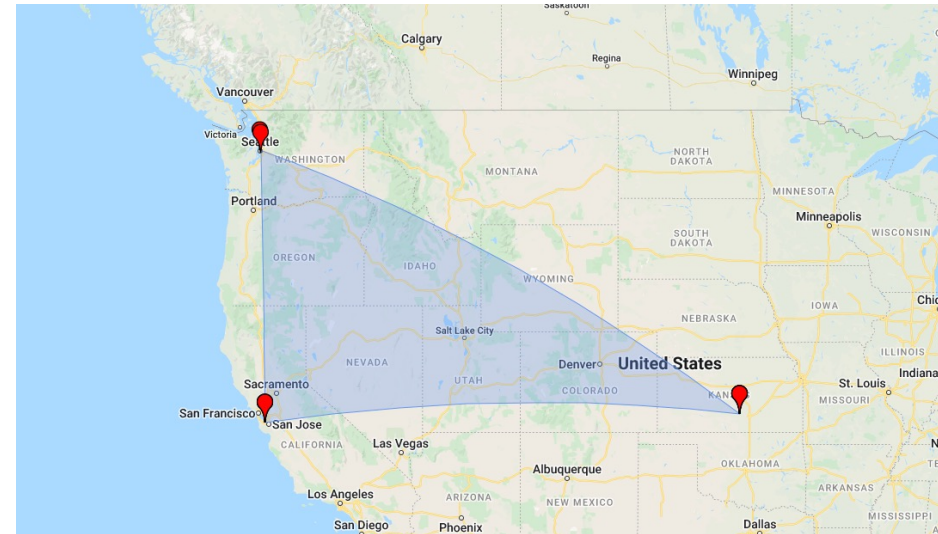 Saskatoon
Calgary
Regina
Winnipeg
Vancouver
Victoria
Seattle
WASHINGTON
NORTH
DAKOTA
MONTANA
MINNESOTA
Portland
Minneapolis
WISCONSIN
SOUTH
DAKOTA
OREGON
IDAHO
WYOMING
Chic
IOWA
NEBRASKA
Salt Lake City
ILLINOIS
NEVADA
Denver
United States
Indiana
UTAH
Sacramento
COLORADO
St. Louis
KAN
MISSOURI
San Francisco
San Jose
CALIFORNIA
Las Vegas
N
OKLAHOMA
TE
Albuquerque
ARKANSAS
Los Angeles
ARIZONA
NEW MEXICO
MISSISSIPPI
San Diego
Phoenix
Dallas
A